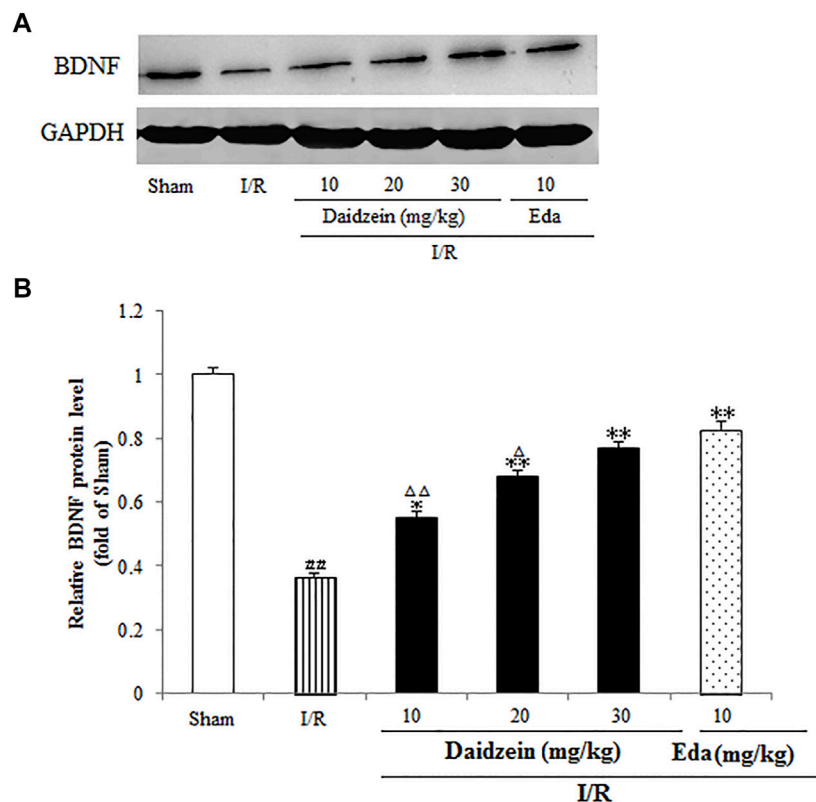 A
BDNF
GAPDH
Sham I/R 10 20 30 10
Daidzein (mg/kg) Eda
I/R
B
1.2
1
0.8
0.6
0.4
0.2
0
Relative BDNF protein level
(fold of Sham)
##
△△
*
△
**
**
**
Sham I/R 10 20 30 10
Daidzein (mg/kg) Eda(mg/kg)
I/R